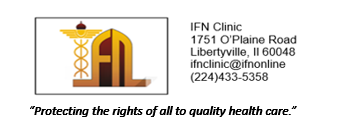 IFN
IFN Clinic
1751 O'Plaine Road
Libertyville, Il 60048
ifnclinic@ifnonline
(224)433-5358
"Protecting the rights of all to quality health care."